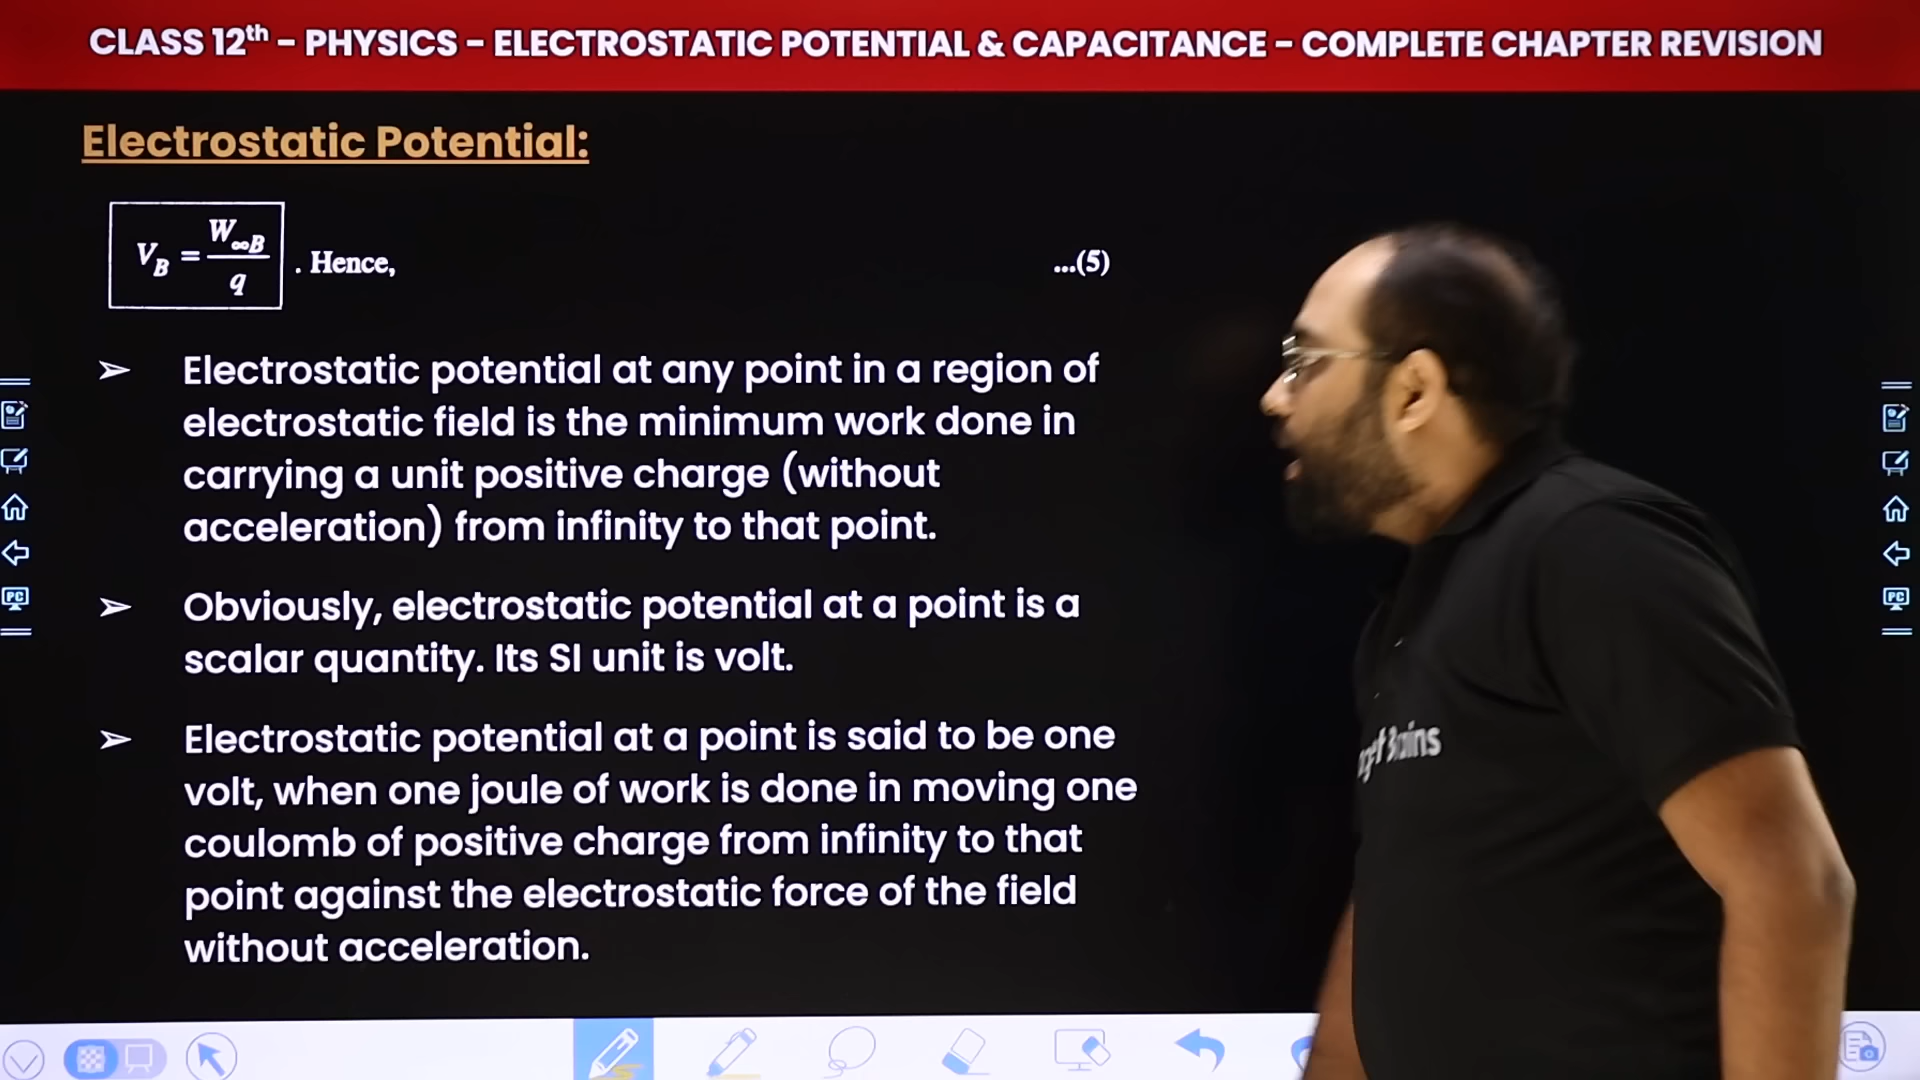 CLASS 12th – PHYSICS – ELECTROSTATIC POTENTIAL & CAPACITANCE – COMPLETE CHAPTER REVISION
Electrostatic Potential:
V_B = W_∞B / q . Hence, ...(5)
➢ Electrostatic potential at any point in a region of
electrostatic field is the minimum work done in
carrying a unit positive charge (without
acceleration) from infinity to that point.
➢ Obviously, electrostatic potential at a point is a
scalar quantity. Its SI unit is volt.
➢ Electrostatic potential at a point is said to be one
volt, when one joule of work is done in moving one
coulomb of positive charge from infinity to that
point against the electrostatic force of the field
without acceleration.
PC
PC